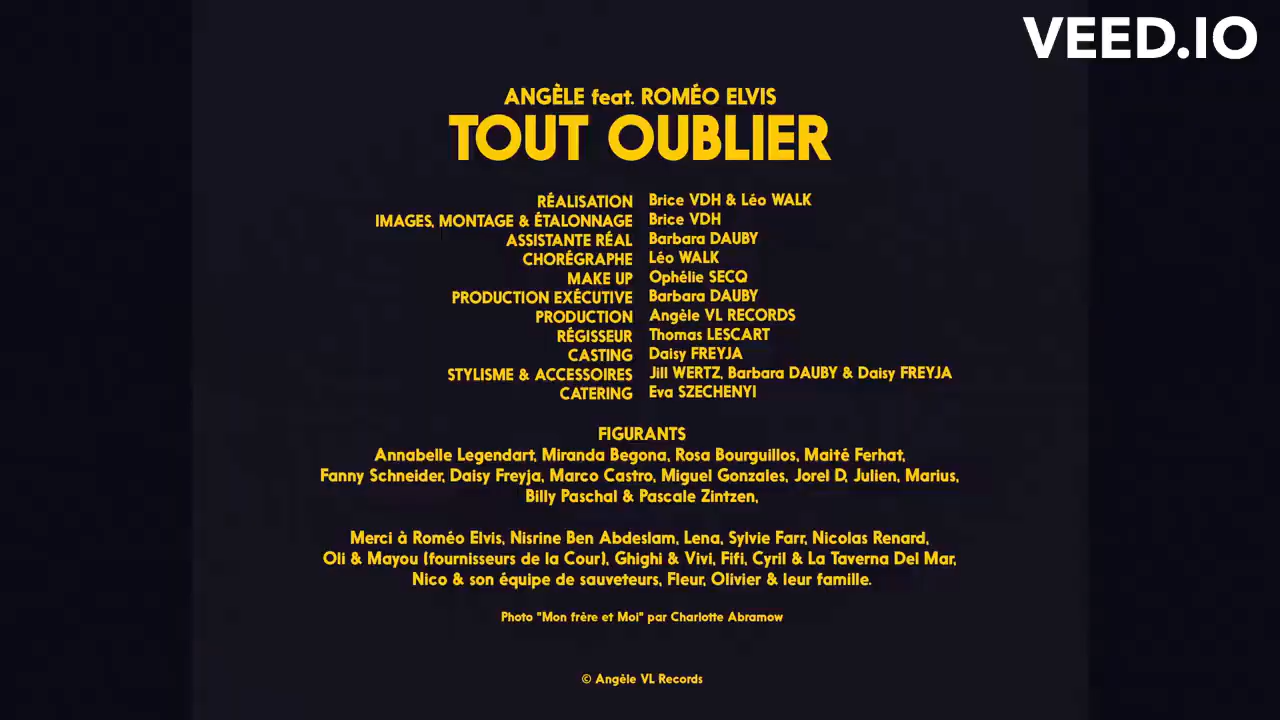 VEED.IO
ANGÈLE feat. ROMÉO ELVIS
TOUT OUBLIER
RÉALISATION Brice VDH & Léo WALK
IMAGES, MONTAGE & ÉTALONNAGE Brice VDH
ASSISTANTE RÉAL Barbara DAUBY
CHORÉGRAPHE Léo WALK
MAKE UP Ophélie SECQ
PRODUCTION EXÉCUTIVE Barbara DAUBY
PRODUCTION Angèle VL RECORDS
RÉGISSEUR Thomas LESCART
CASTING Daisy FREYJA
STYLISME & ACCESSOIRES Jill WERTZ, Barbara DAUBY & Daisy FREYJA
CATERING Eva SZECHENYI
FIGURANTS
Annabelle Legendart, Miranda Begona, Rosa Bourguillos, Maité Ferhat,
Fanny Schneider, Daisy Freyja, Marco Castro, Miguel Gonzales, Jorel D, Julien, Marius,
Billy Paschal & Pascale Zintzen,
Merci à Roméo Elvis, Nisrine Ben Abdeslam, Lena, Sylvie Farr, Nicolas Renard,
Oli & Mayou (fournisseurs de la Cour), Ghighi & Vivi, Fifi, Cyril & La Taverna Del Mar,
Nico & son équipe de sauveteurs, Fleur, Olivier & leur famille.
Photo "Mon frère et Moi" par Charlotte Abramow
© Angèle VL Records